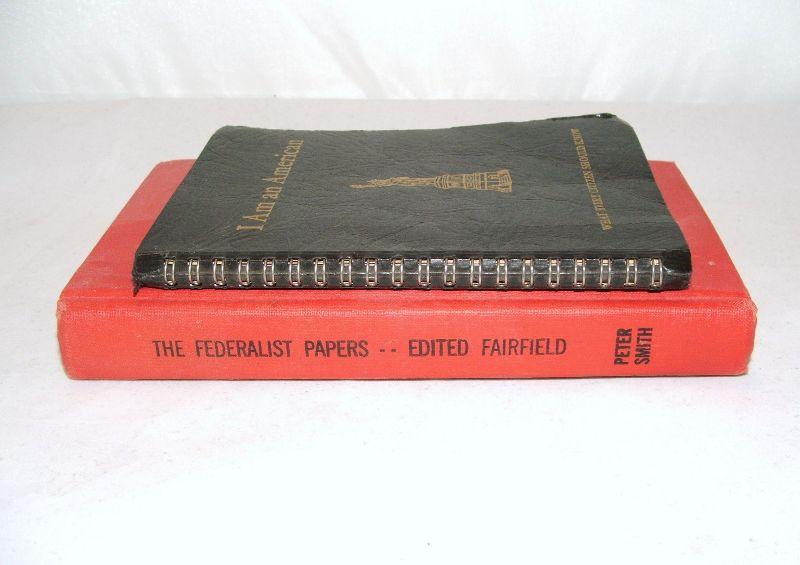 I Am an American
WHAT EVERY CITIZEN SHOULD KNOW
THE FEDERALIST PAPERS -- EDITED FAIRFIELD
PETER
SMITH